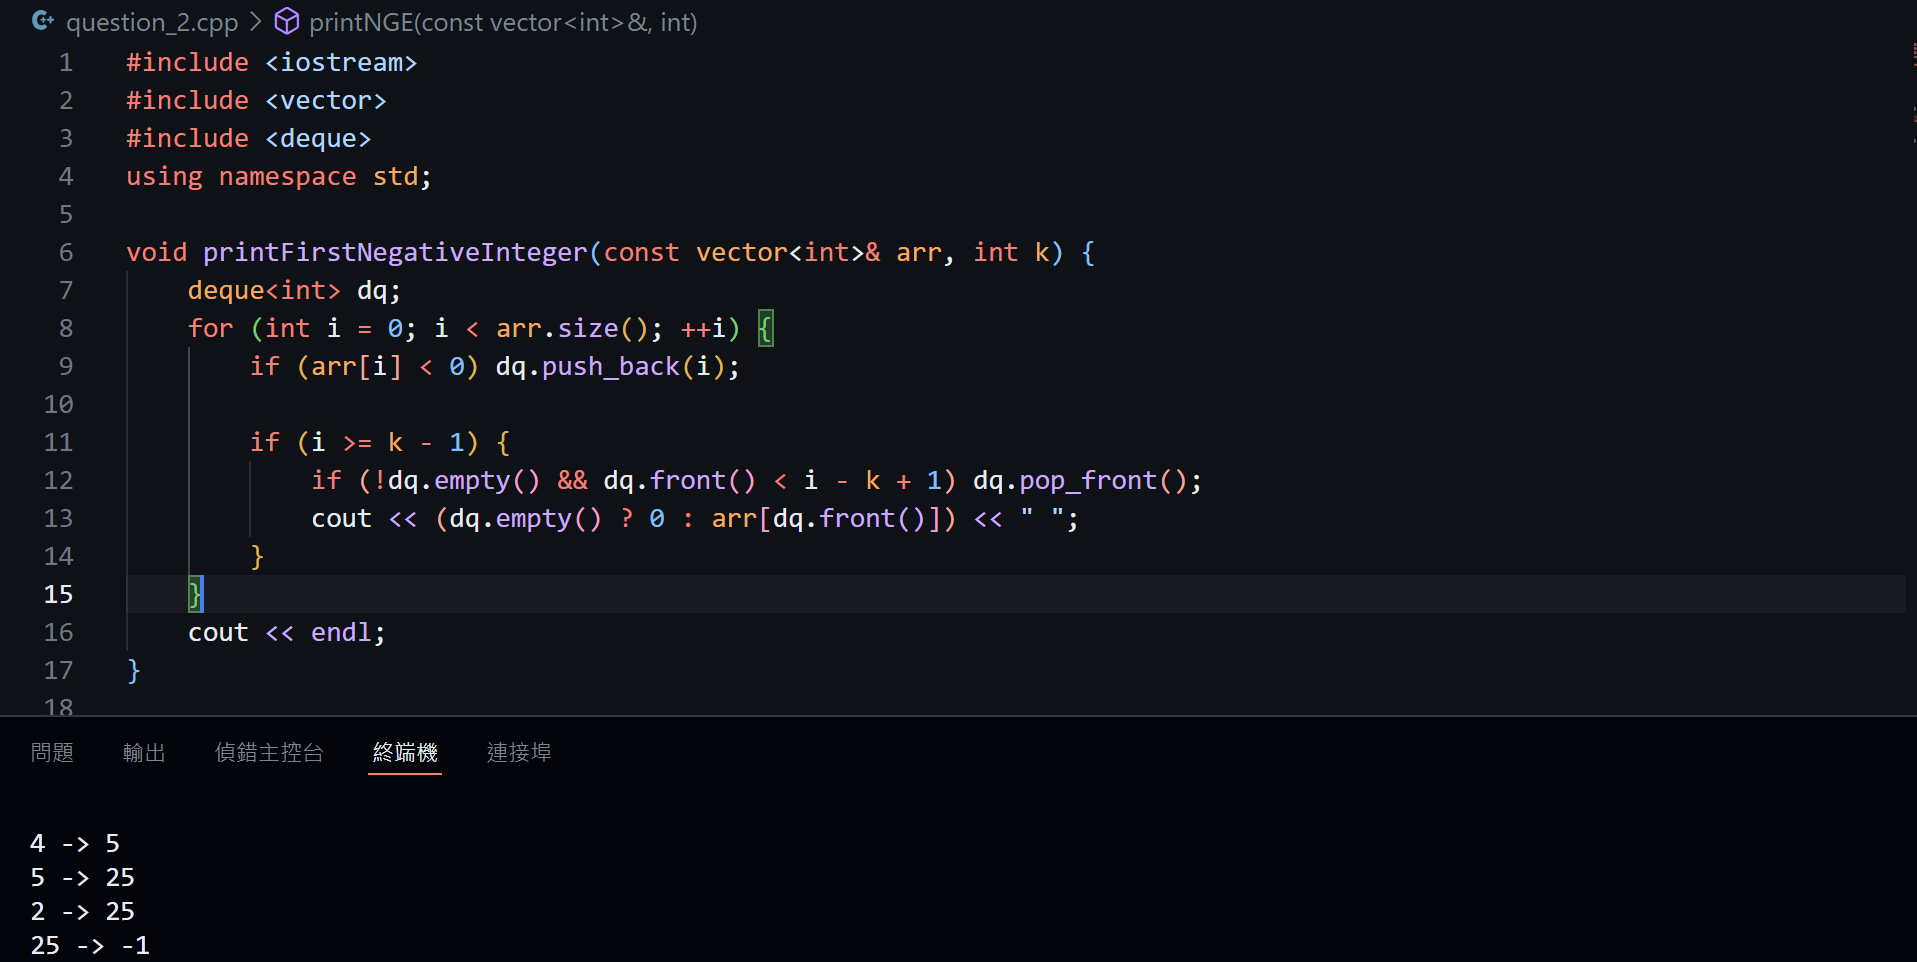 question_2.cpp > printNGE(const vector<int>&, int)
1 #include <iostream>
2 #include <vector>
3 #include <deque>
4 using namespace std;
5
6 void printFirstNegativeInteger(const vector<int>& arr, int k) {
7     deque<int> dq;
8     for (int i = 0; i < arr.size(); ++i) {
9         if (arr[i] < 0) dq.push_back(i);
10
11         if (i >= k - 1) {
12             if (!dq.empty() && dq.front() < i - k + 1) dq.pop_front();
13             cout << (dq.empty() ? 0 : arr[dq.front()]) << " ";
14         }
15     }
16     cout << endl;
17 }
18
問題 輸出 偵錯主控台 終端機 連接埠
4 -> 5
5 -> 25
2 -> 25
25 -> -1